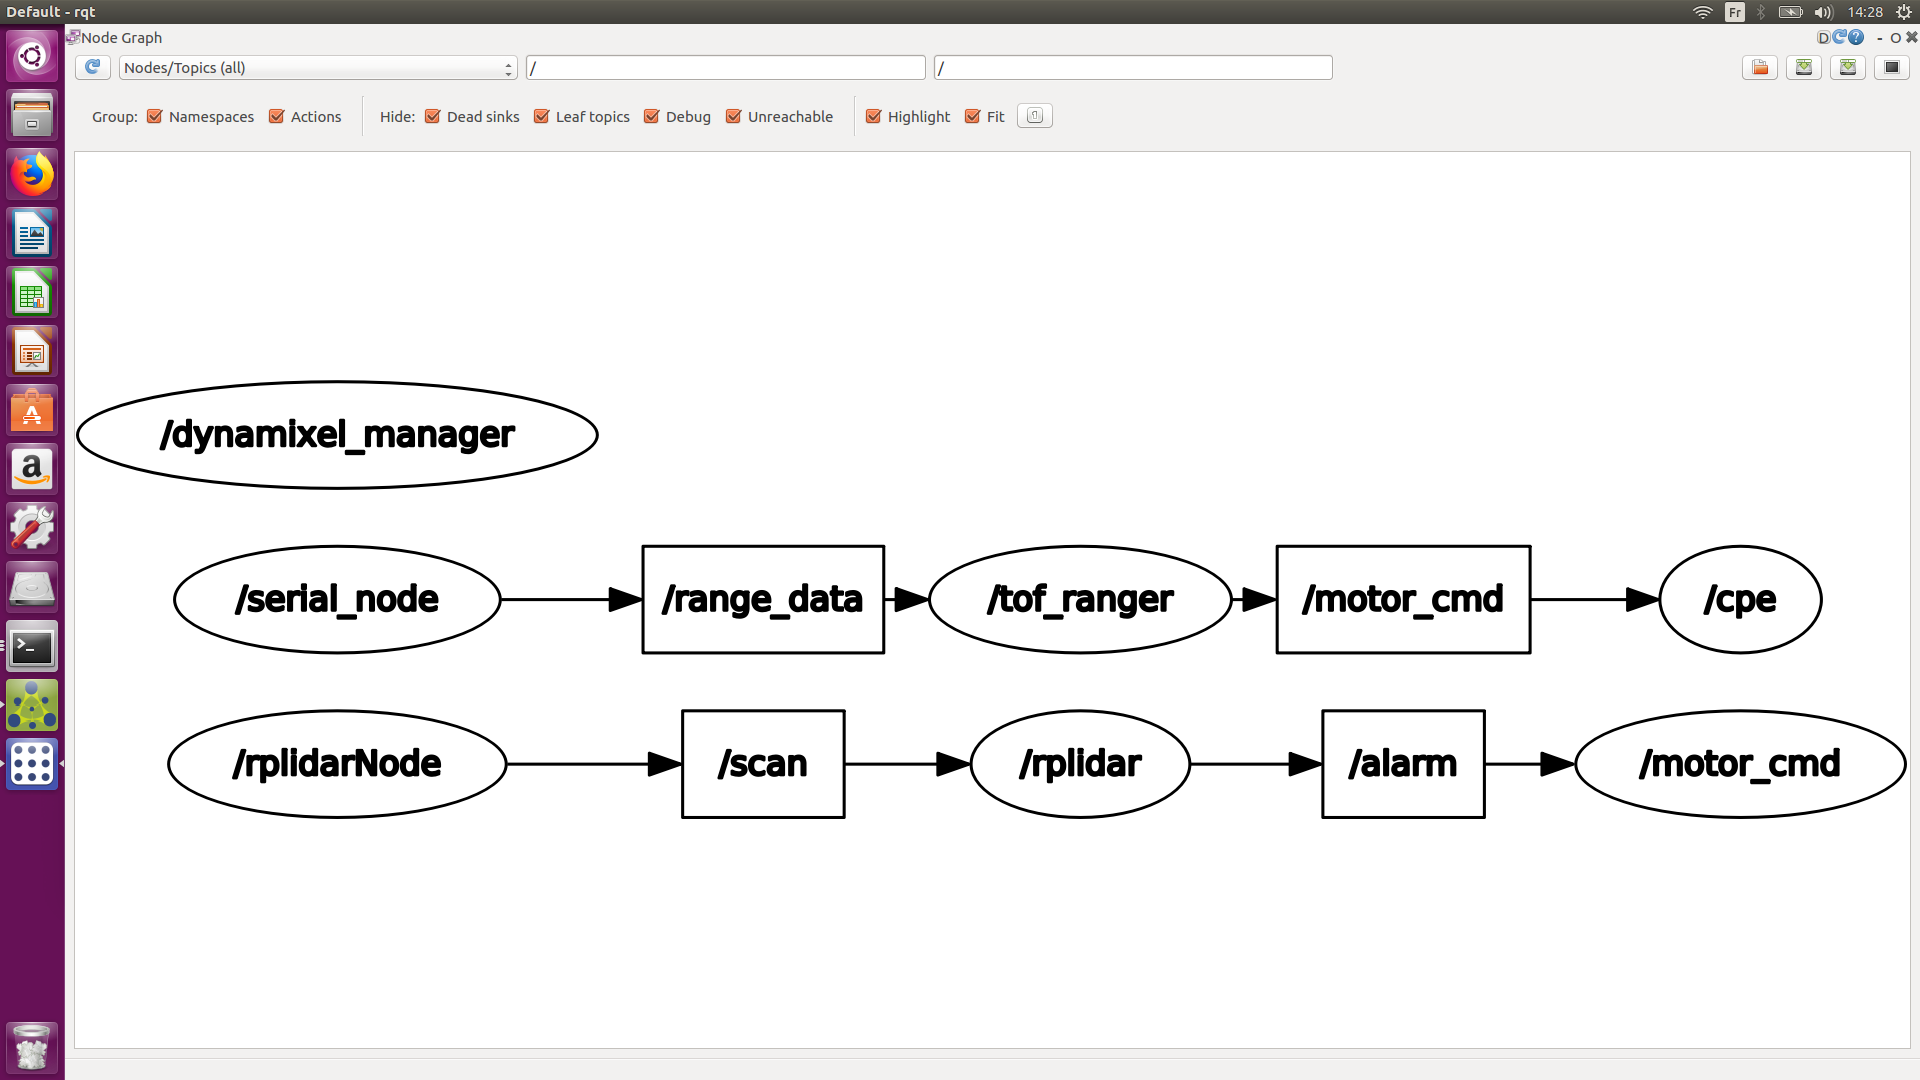 Default - rqt
Fr
14:28
Node Graph
D
- O
Nodes/Topics (all)
/
/
Group: Namespaces Actions Hide: Dead sinks Leaf topics Debug Unreachable Highlight Fit
/dynamixel_manager
/serial_node /range_data /tof_ranger /motor_cmd /cpe
/rplidarNode /scan /rplidar /alarm /motor_cmd